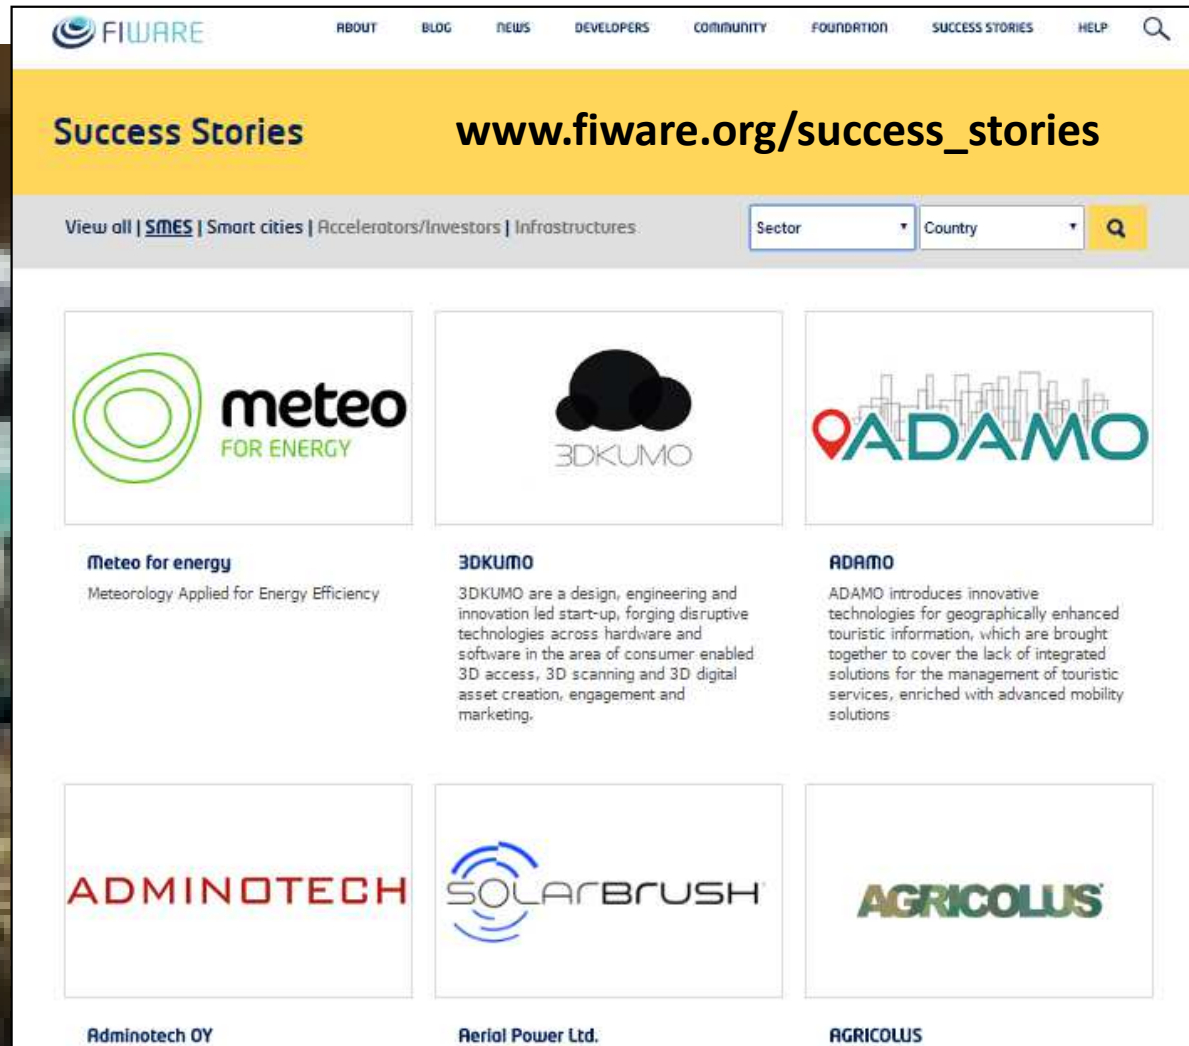 FIWARE
ABOUT BLOG NEWS DEVELOPERS COMMUNITY FOUNDATION SUCCESS STORIES HELP
Success Stories www.fiware.org/success_stories
View all | SMES | Smart cities | Accelerators/Investors | Infrastructures Sector Country
meteo
FOR ENERGY
3DKUMO
ADAMO
Meteo for energy
Meteorology Applied for Energy Efficiency
3DKUMO
3DKUMO are a design, engineering and
innovation led start-up, forging disruptive
technologies across hardware and
software in the area of consumer enabled
3D access, 3D scanning and 3D digital
asset creation, engagement and
marketing.
ADAMO
ADAMO introduces innovative
technologies for geographically enhanced
touristic information, which are brought
together to cover the lack of integrated
solutions for the management of touristic
services, enriched with advanced mobility
solutions
ADMINOTECH
SOLARBRUSH
AGRICOLUS
Adminotech OY
Aerial Power Ltd.
AGRICOLUS